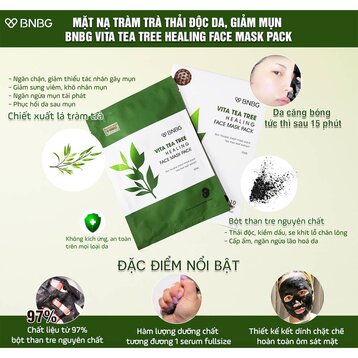 BNBG
MẶT NẠ TRÀM TRÀ THẢI ĐỘC DA, GIẢM MỤN
BNBG VITA TEA TREE HEALING FACE MASK PACK
- Ngăn chặn, giảm thiểu tác nhân gây mụn
- Giảm sưng viêm, khô nhân mụn
- Ngăn ngừa mụn tái phát
- Phục hồi da sau mụn
Chiết xuất lá tràm trà
BNBG
VITA TEA TREE
HEALING
FACE MASK PACK
BNBG
VITA TEA TREE
HEALING
FACE MASK PACK
Da căng bóng
tức thì sau 15 phút
Bột than tre nguyên chất
- Thải độc, kiềm dầu, se khít lỗ chân lông
- Cấp ẩm, ngăn ngừa lão hoá da
Không kích ứng, an toàn
trên mọi loại da
ĐẶC ĐIỂM NỔI BẬT
97%
Chất liệu từ 97%
bột than tre nguyên chất
Hàm lượng dưỡng chất
tương đương 1 serum fullsize
Thiết kế kết dính chặt chẽ
hoàn toàn ôm sát mặt